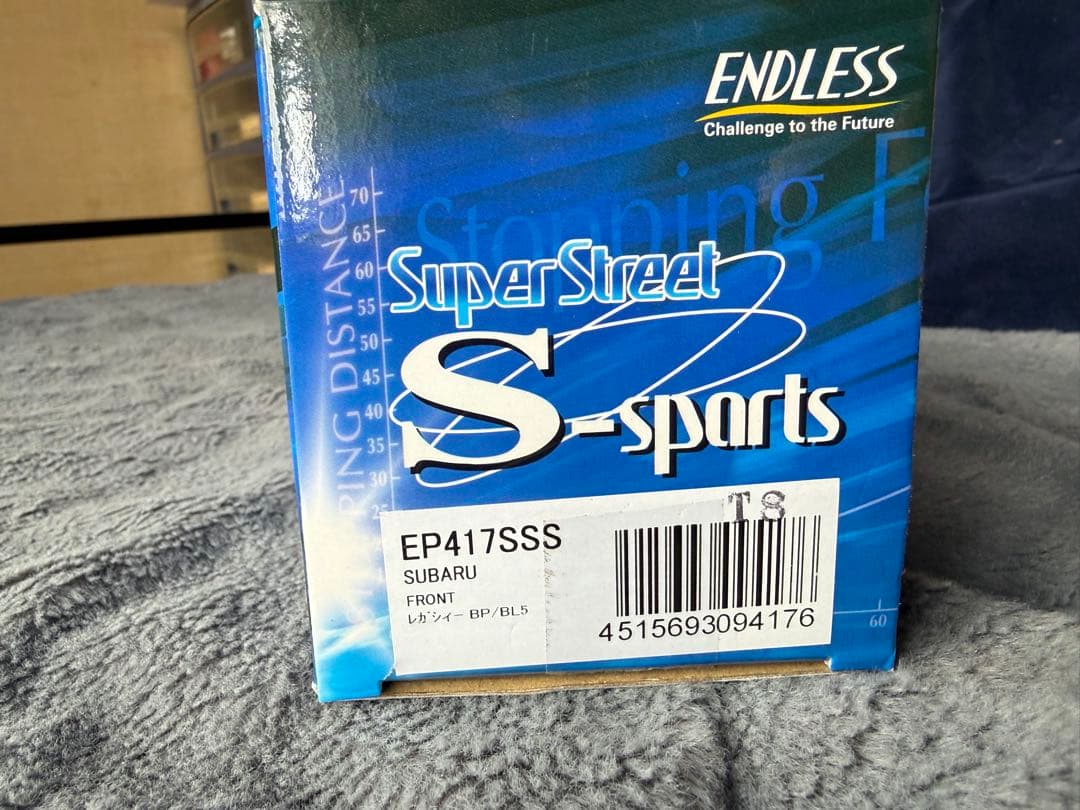 ENDLESS
Challenge to the Future
Stopping
70
65
60
55
50
45
40
35
30
RING DISTANCE
Super Street
S-sports
T8
EP417SSS
SUBARU
FRONT
レガシィー BP/BL5
4515693094176
60